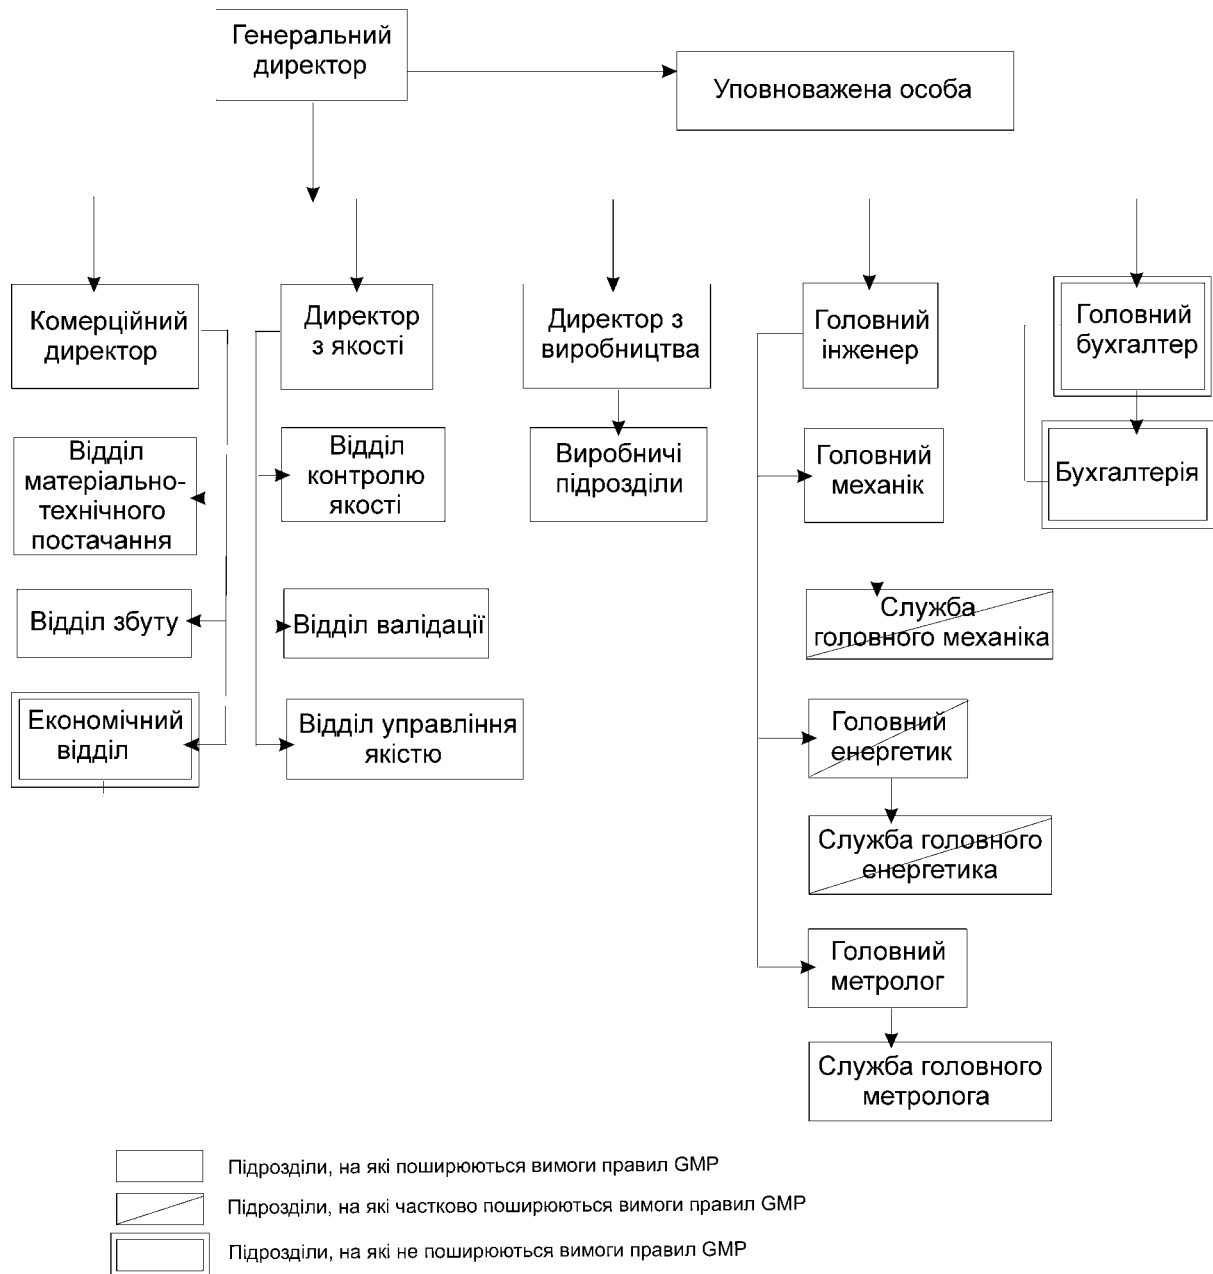 Генеральний
директор
Уповноважена особа
Комерційний
директор
Директор
з якості
Директор з
виробництва
Головний
інженер
Головний
бухгалтер
Відділ
матеріально-
технічного
постачання
Відділ
контролю
якості
Виробничі
підрозділи
Головний
механік
Бухгалтерія
Відділ збуту
Відділ валідації
Служба
головного механіка
Економічний
відділ
Відділ управління
якістю
Головний
енергетик
Служба головного
енергетика
Головний
метролог
Служба головного
метролога
Підрозділи, на які поширюються вимоги правил GMP
Підрозділи, на які частково поширюються вимоги правил GMP
Підрозділи, на які не поширюються вимоги правил GMP